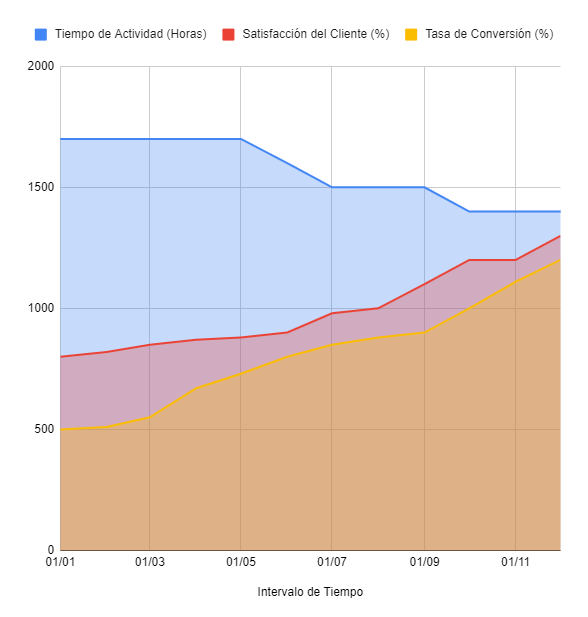 Tiempo de Actividad (Horas) Satisfacción del Cliente (%) Tasa de Conversión (%)
2000
1500
1000
500
0
01/01 01/03 01/05 01/07 01/09 01/11
Intervalo de Tiempo